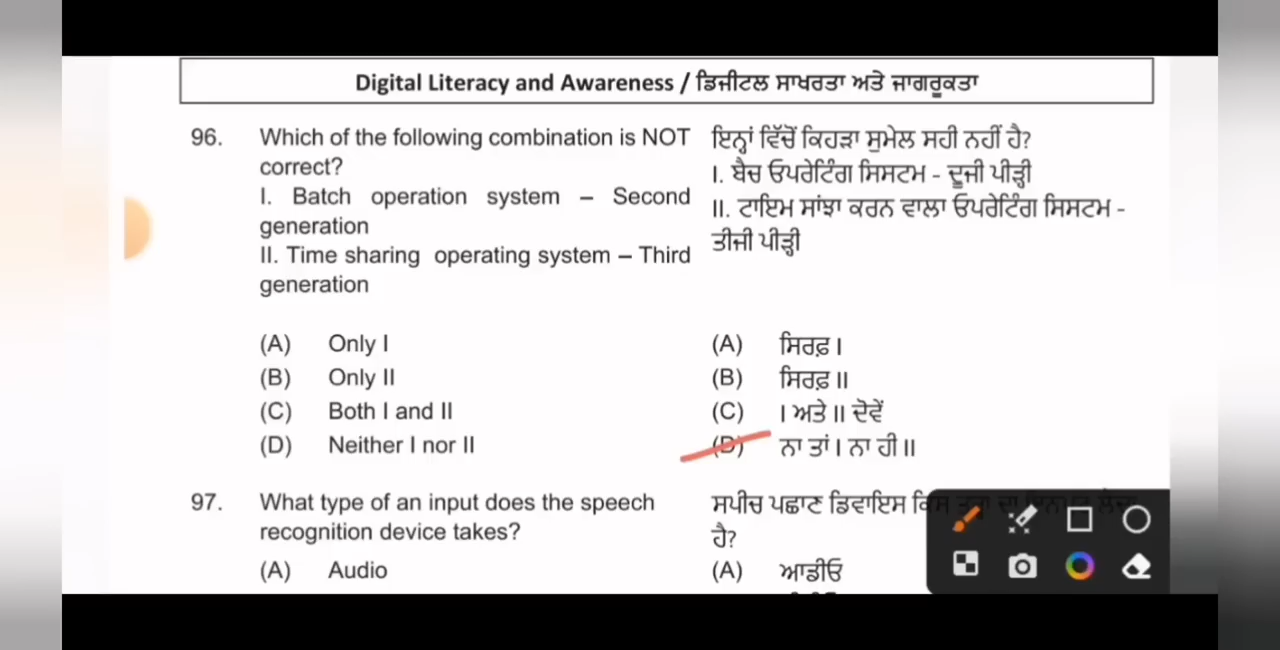 Digital Literacy and Awareness / ਡਿਜੀਟਲ ਸਾਖਰਤਾ ਅਤੇ ਜਾਗਰੂਕਤਾ
96. Which of the following combination is NOT
correct?
I. Batch operation system – Second
generation
II. Time sharing operating system – Third
generation
(A) Only I
(B) Only II
(C) Both I and II
(D) Neither I nor II
ਇਨ੍ਹਾਂ ਵਿੱਚੋਂ ਕਿਹੜਾ ਸੁਮੇਲ ਸਹੀ ਨਹੀਂ ਹੈ?
I. ਬੈਚ ਓਪਰੇਟਿੰਗ ਸਿਸਟਮ - ਦੂਜੀ ਪੀੜ੍ਹੀ
II. ਟਾਇਮ ਸਾਂਝਾ ਕਰਨ ਵਾਲਾ ਓਪਰੇਟਿੰਗ ਸਿਸਟਮ -
ਤੀਜੀ ਪੀੜ੍ਹੀ
(A) ਸਿਰਫ਼ I
(B) ਸਿਰਫ਼ II
(C) I ਅਤੇ II ਦੋਵੇਂ
(D) ਨਾ ਤਾਂ I ਨਾ ਹੀ II
97. What type of an input does the speech
recognition device takes?
(A) Audio
ਸਪੀਚ ਪਛਾਣ ਡਿਵਾਇਸ ਕਿਸ
ਹੈ?
(A) ਆਡੀਓ